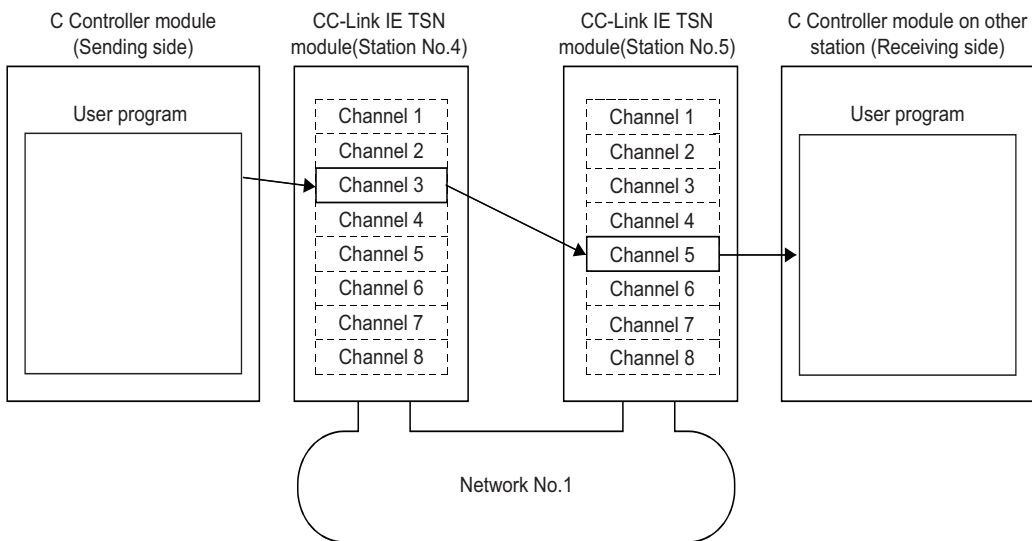 C Controller module
(Sending side)
CC-Link IE TSN
module(Station No.4)
CC-Link IE TSN
module(Station No.5)
C Controller module on other
station (Receiving side)
User program
Channel 1
Channel 2
Channel 3
Channel 4
Channel 5
Channel 6
Channel 7
Channel 8
Channel 1
Channel 2
Channel 3
Channel 4
Channel 5
Channel 6
Channel 7
Channel 8
User program
Network No.1